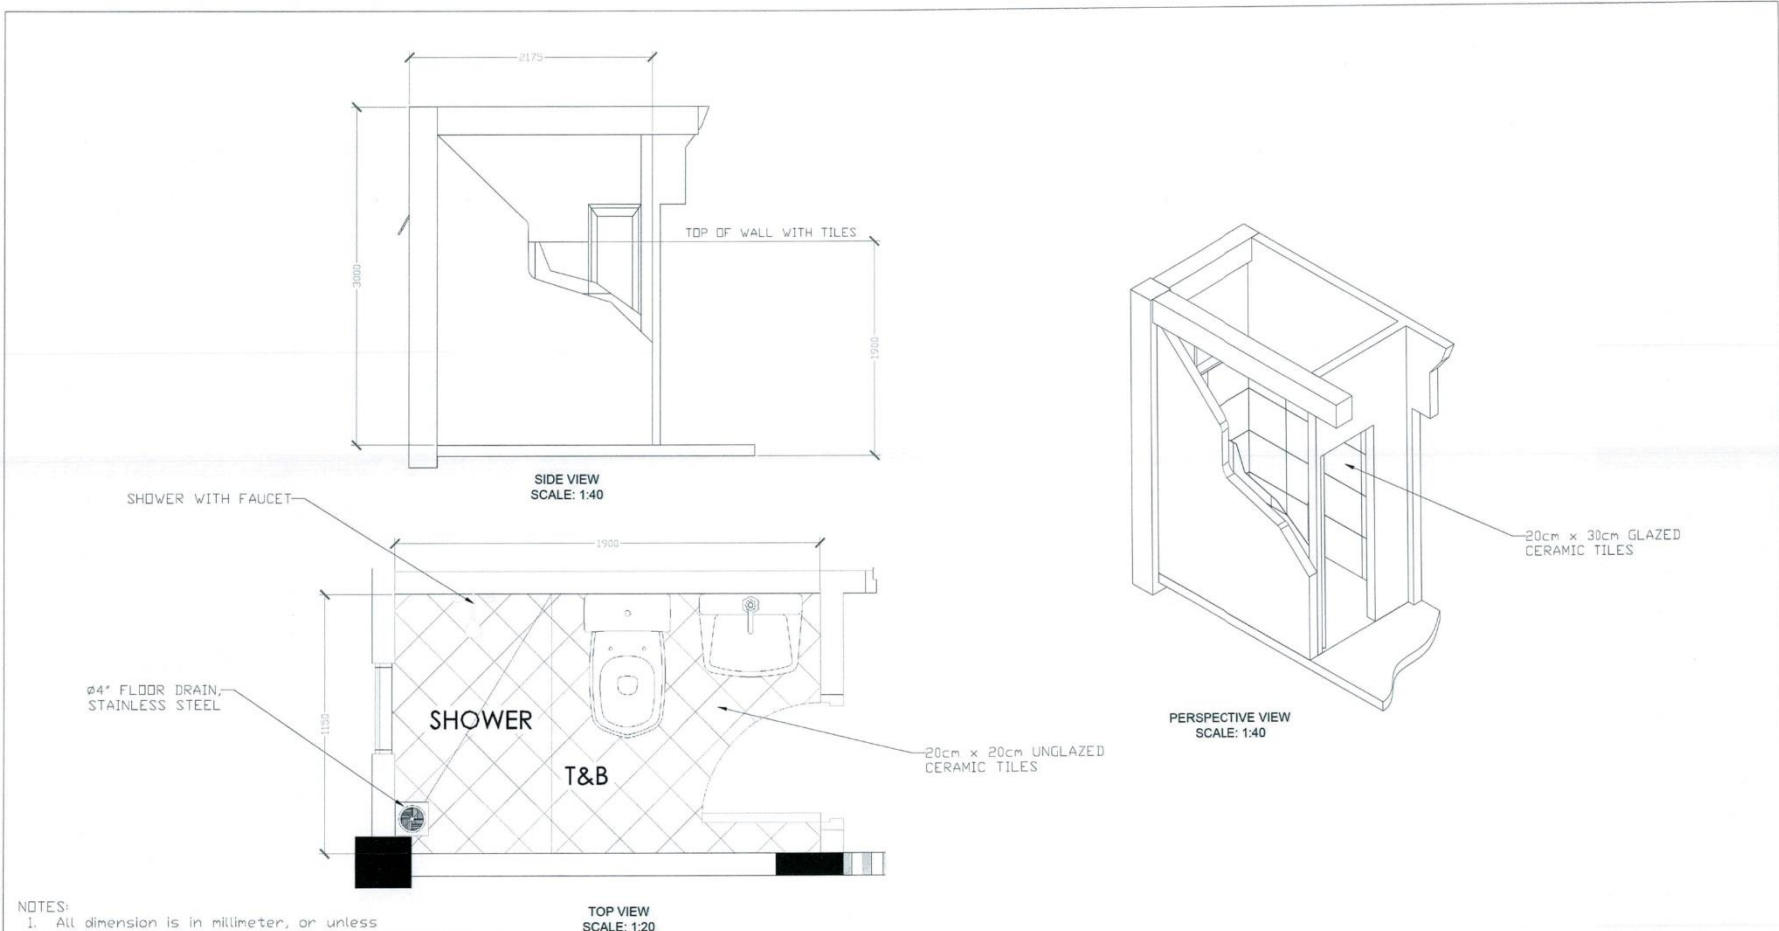 2175
3000
TOP OF WALL WITH TILES
1900
SIDE VIEW
SCALE: 1:40
SHOWER WITH FAUCET
1900
20cm x 30cm GLAZED
CERAMIC TILES
ø4" FLOOR DRAIN,
STAINLESS STEEL
1150
SHOWER
T&B
20cm x 20cm UNGLAZED
CERAMIC TILES
PERSPECTIVE VIEW
SCALE: 1:40
TOP VIEW
SCALE: 1:20
NOTES:
1. All dimension is in millimeter, or unless